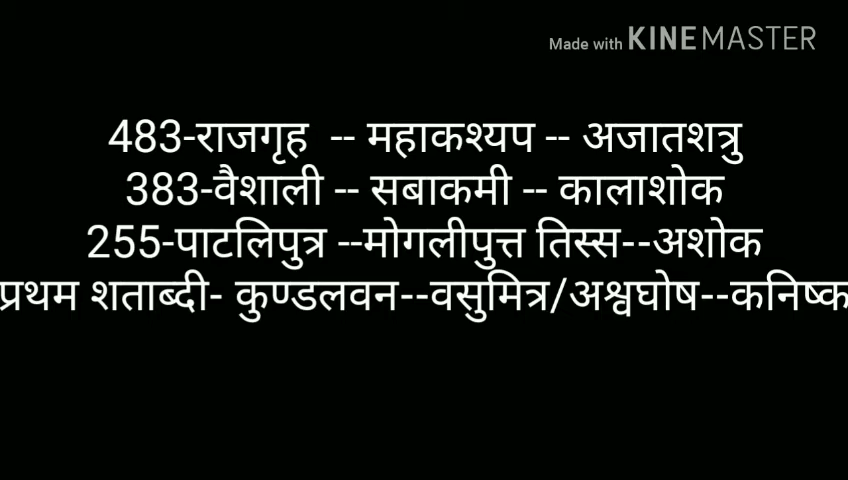 Made with KINEMASTER
483-राजगृह -- महाकश्यप -- अजातशत्रु
383-वैशाली -- सबाकमी -- कालाशोक
255-पाटलिपुत्र --मोगलीपुत्त तिस्स--अशोक
प्रथम शताब्दी- कुण्डलवन--वसुमित्र/अश्वघोष--कनिष्क